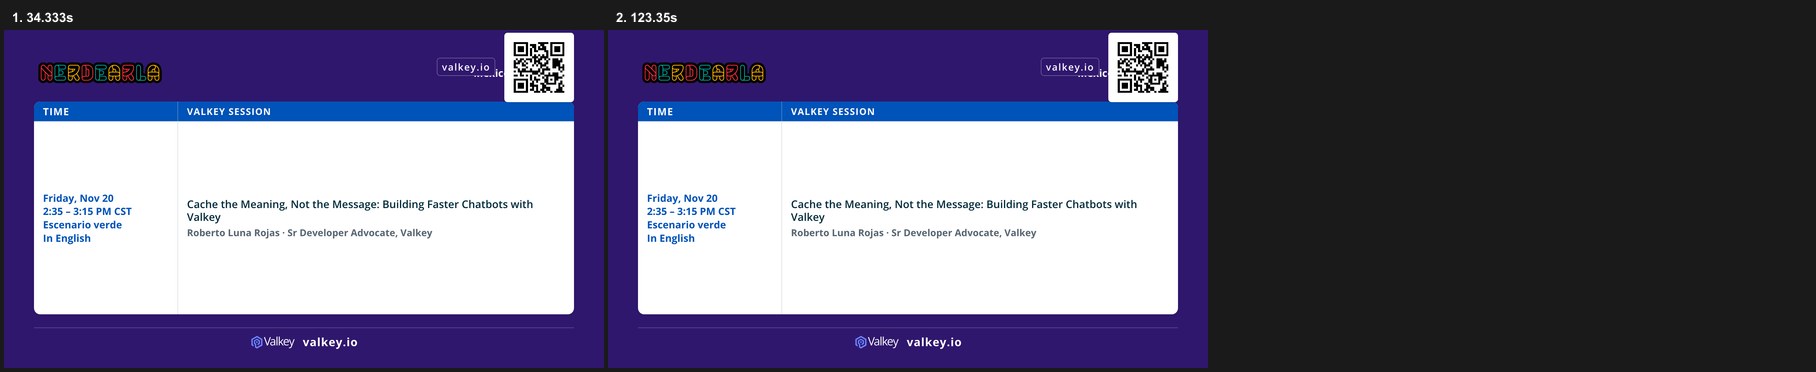 1. 34.333s
NERDEARLA
valkey.io
TIME VALKEY SESSION
Friday, Nov 20
2:35 – 3:15 PM CST
Escenario verde
In English
Cache the Meaning, Not the Message: Building Faster Chatbots with
Valkey
Roberto Luna Rojas · Sr Developer Advocate, Valkey
Valkey valkey.io
2. 123.35s
NERDEARLA
valkey.io
TIME VALKEY SESSION
Friday, Nov 20
2:35 – 3:15 PM CST
Escenario verde
In English
Cache the Meaning, Not the Message: Building Faster Chatbots with
Valkey
Roberto Luna Rojas · Sr Developer Advocate, Valkey
Valkey valkey.io